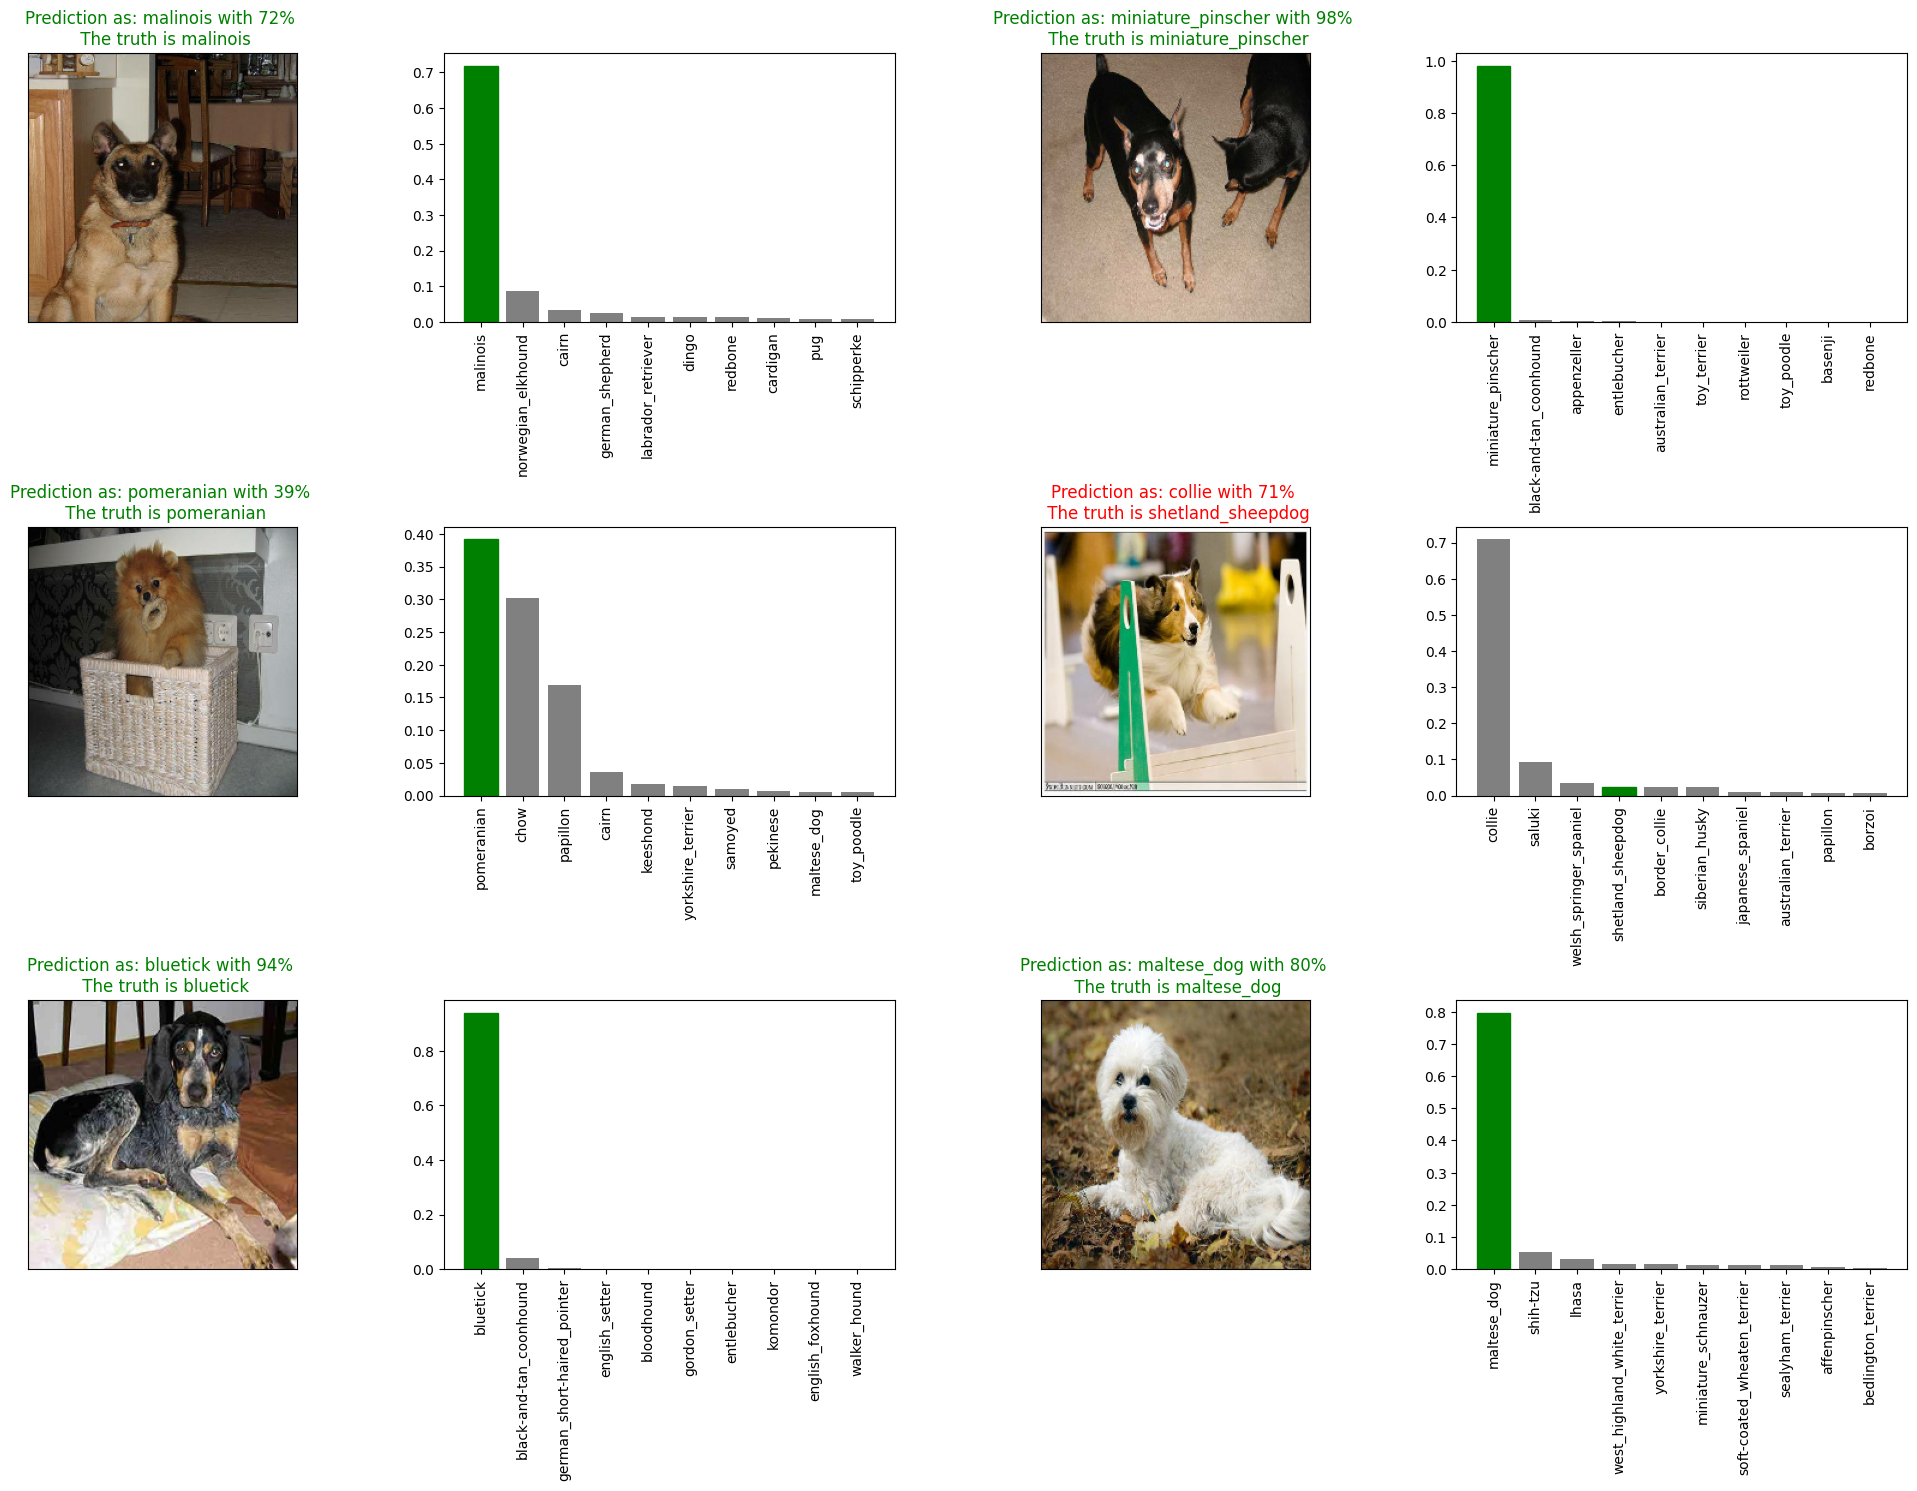 Prediction as: malinois with 72%
The truth is malinois
0.7
0.6
0.5
0.4
0.3
0.2
0.1
0.0
malinois
norwegian_elkhound
cairn
german_shepherd
labrador_retriever
dingo
redbone
cardigan
pug
schipperke
Prediction as: miniature_pinscher with 98%
The truth is miniature_pinscher
1.0
0.8
0.6
0.4
0.2
0.0
miniature_pinscher
black-and-tan_coonhound
appenzeller
entlebucher
australian_terrier
toy_terrier
rottweiler
toy_poodle
basenji
redbone
Prediction as: pomeranian with 39%
The truth is pomeranian
0.40
0.35
0.30
0.25
0.20
0.15
0.10
0.05
0.00
pomeranian
chow
papillon
cairn
keeshond
yorkshire_terrier
samoyed
pekinese
maltese_dog
toy_poodle
Prediction as: collie with 71%
The truth is shetland_sheepdog
0.7
0.6
0.5
0.4
0.3
0.2
0.1
0.0
collie
saluki
welsh_springer_spaniel
shetland_sheepdog
border_collie
siberian_husky
japanese_spaniel
australian_terrier
papillon
borzoi
Prediction as: bluetick with 94%
The truth is bluetick
0.8
0.6
0.4
0.2
0.0
bluetick
black-and-tan_coonhound
german_short-haired_pointer
english_setter
bloodhound
gordon_setter
entlebucher
komondor
english_foxhound
walker_hound
Prediction as: maltese_dog with 80%
The truth is maltese_dog
0.8
0.7
0.6
0.5
0.4
0.3
0.2
0.1
0.0
maltese_dog
shih-tzu
lhasa
west_highland_white_terrier
yorkshire_terrier
miniature_schnauzer
soft-coated_wheaten_terrier
sealyham_terrier
affenpinscher
bedlington_terrier